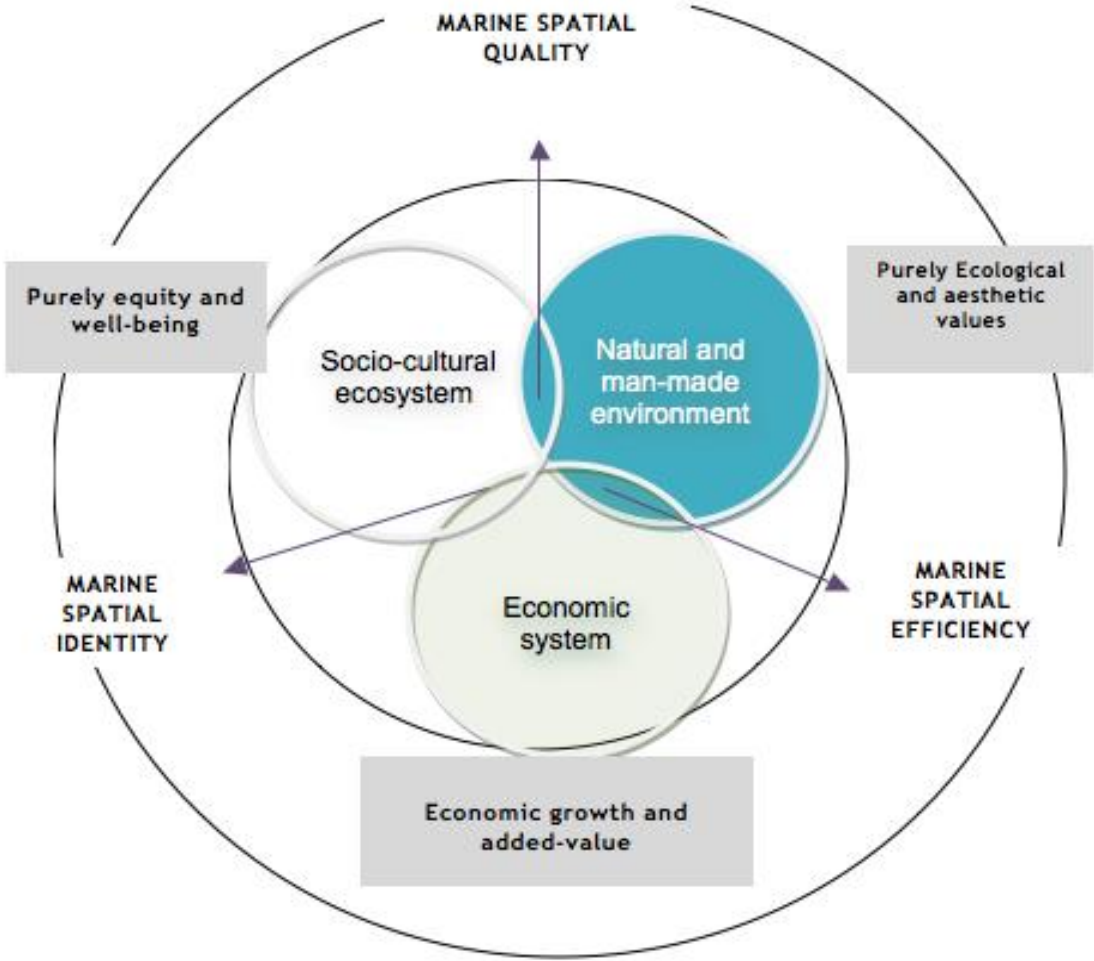 MARINE SPATIAL
QUALITY
Purely equity and
well-being
Purely Ecological
and aesthetic
values
Socio-cultural
ecosystem
Natural and
man-made
environment
MARINE
SPATIAL
IDENTITY
Economic
system
MARINE
SPATIAL
EFFICIENCY
Economic growth and
added-value